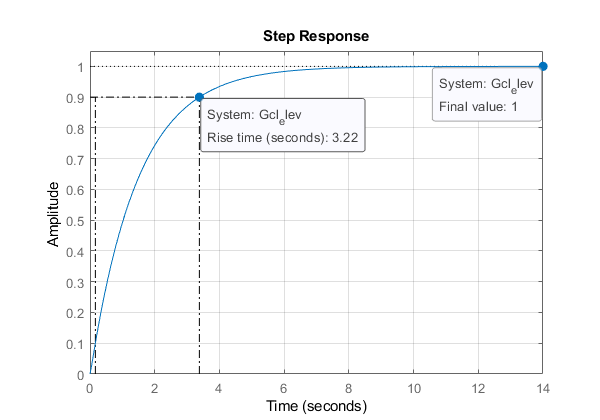 Step Response
Amplitude
1
0.9
0.8
0.7
0.6
0.5
0.4
0.3
0.2
0.1
0
System: Gcl_elev
Final value: 1
System: Gcl_elev
Rise time (seconds): 3.22
0 2 4 6 8 10 12 14
Time (seconds)